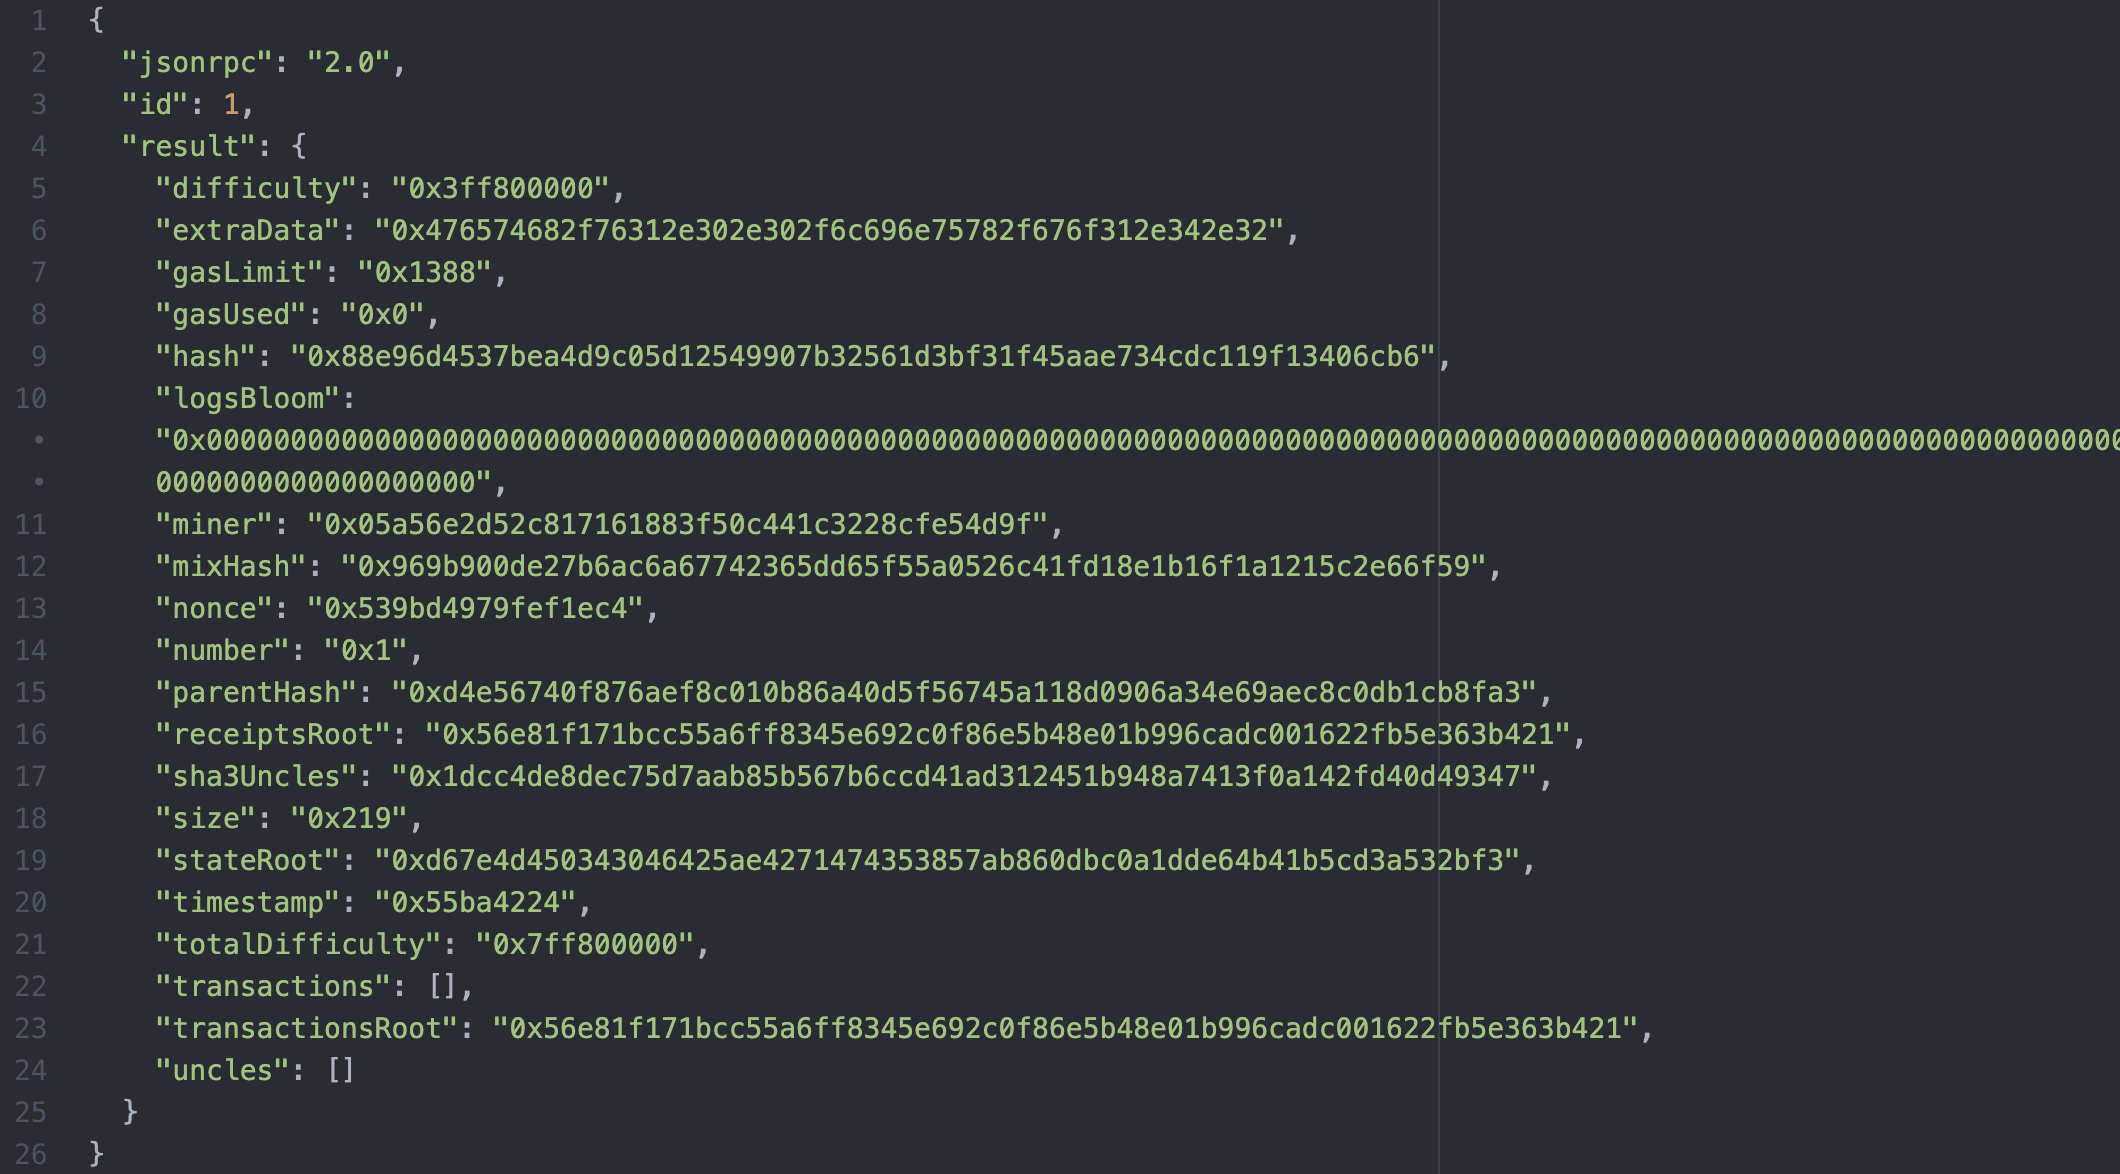 1 {
2 "jsonrpc": "2.0",
3 "id": 1,
4 "result": {
5 "difficulty": "0x3ff800000",
6 "extraData": "0x476574682f76312e302e302f6c696e75782f676f312e342e32",
7 "gasLimit": "0x1388",
8 "gasUsed": "0x0",
9 "hash": "0x88e96d4537bea4d9c05d12549907b32561d3bf31f45aae734cdc119f13406cb6",
10 "logsBloom":
• "0x00000000000000000000000000000000000000000000000000000000000000000000000000000000000000000000000000000000000000000
• 0000000000000000000",
11 "miner": "0x05a56e2d52c817161883f50c441c3228cfe54d9f",
12 "mixHash": "0x969b900de27b6ac6a67742365dd65f55a0526c41fd18e1b16f1a1215c2e66f59",
13 "nonce": "0x539bd4979fef1ec4",
14 "number": "0x1",
15 "parentHash": "0xd4e56740f876aef8c010b86a40d5f56745a118d0906a34e69aec8c0db1cb8fa3",
16 "receiptsRoot": "0x56e81f171bcc55a6ff8345e692c0f86e5b48e01b996cadc001622fb5e363b421",
17 "sha3Uncles": "0x1dcc4de8dec75d7aab85b567b6ccd41ad312451b948a7413f0a142fd40d49347",
18 "size": "0x219",
19 "stateRoot": "0xd67e4d450343046425ae4271474353857ab860dbc0a1dde64b41b5cd3a532bf3",
20 "timestamp": "0x55ba4224",
21 "totalDifficulty": "0x7ff800000",
22 "transactions": [],
23 "transactionsRoot": "0x56e81f171bcc55a6ff8345e692c0f86e5b48e01b996cadc001622fb5e363b421",
24 "uncles": []
25 }
26 }